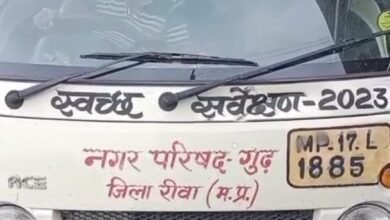 स्वच्छ सर्वेक्षण-2023
नगर परिषद-गुढ़
जिला रीवा (म.प्र.)
MP-17.L
1885
ACE